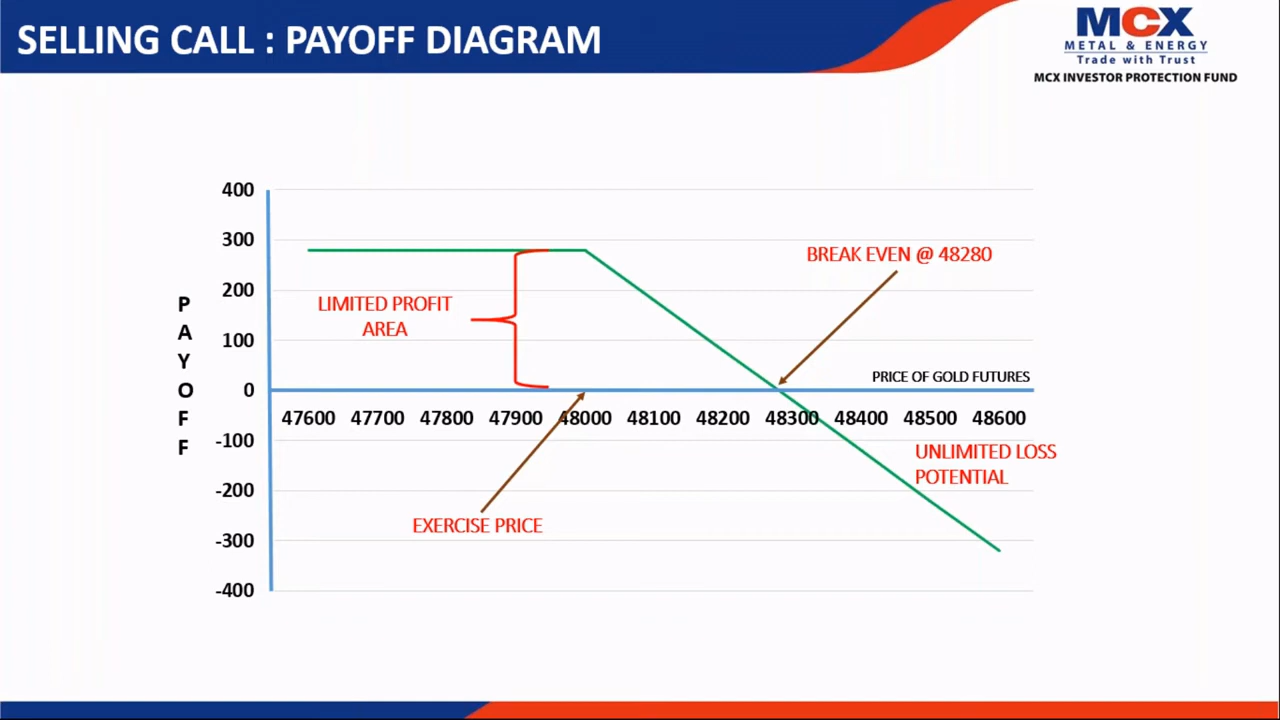 SELLING CALL : PAYOFF DIAGRAM
MCX
METAL & ENERGY
Trade with Trust
MCX INVESTOR PROTECTION FUND
400
300
200
100
0
-100
-200
-300
-400
P
A
Y
O
F
F
LIMITED PROFIT
AREA
BREAK EVEN @ 48280
PRICE OF GOLD FUTURES
47600 47700 47800 47900 48000 48100 48200 48300 48400 48500 48600
UNLIMITED LOSS
POTENTIAL
EXERCISE PRICE